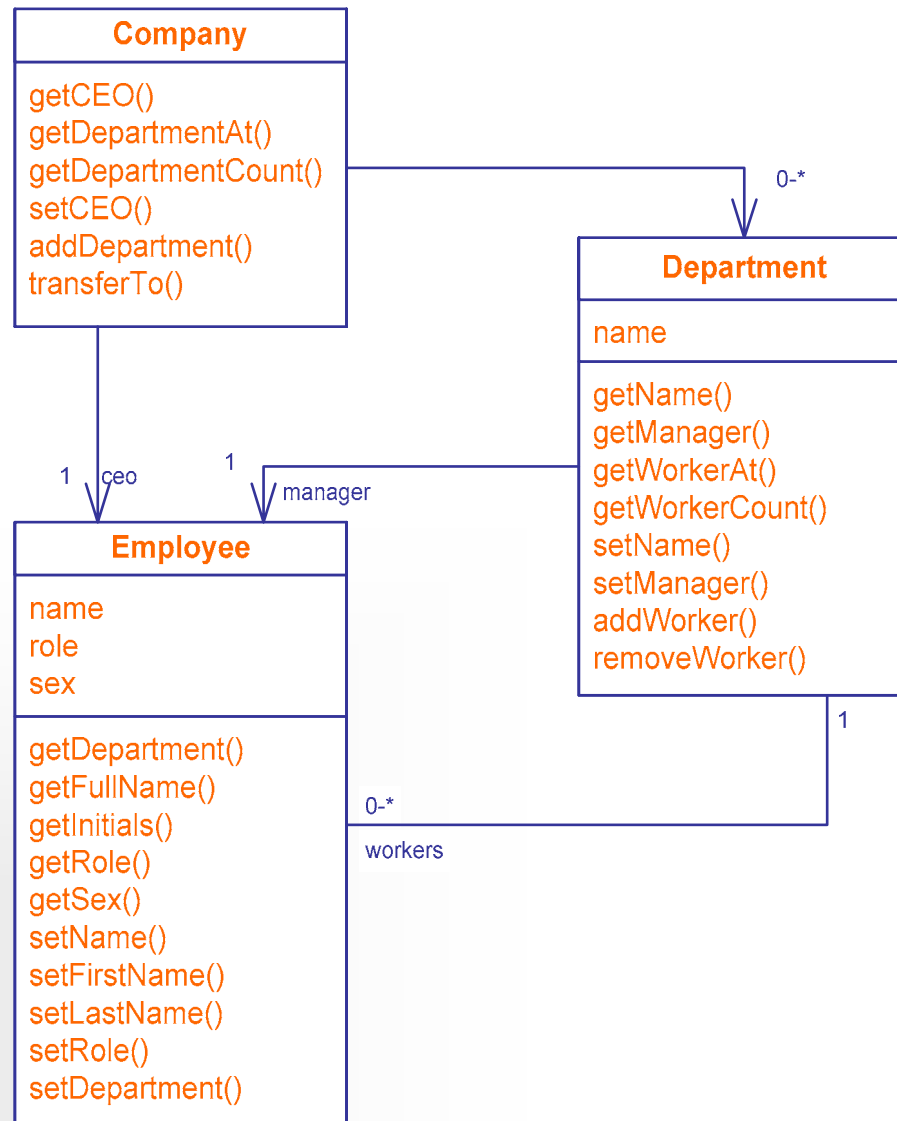 Company
getCEO()
getDepartmentAt()
getDepartmentCount()
setCEO()
addDepartment()
transferTo()
0-*
Department
name
getName()
getManager()
getWorkerAt()
getWorkerCount()
setName()
setManager()
addWorker()
removeWorker()
1
ceo
1
manager
Employee
name
role
sex
getDepartment()
getFullName()
getInitials()
getRole()
getSex()
setName()
setFirstName()
setLastName()
setRole()
setDepartment()
1
0-*
workers